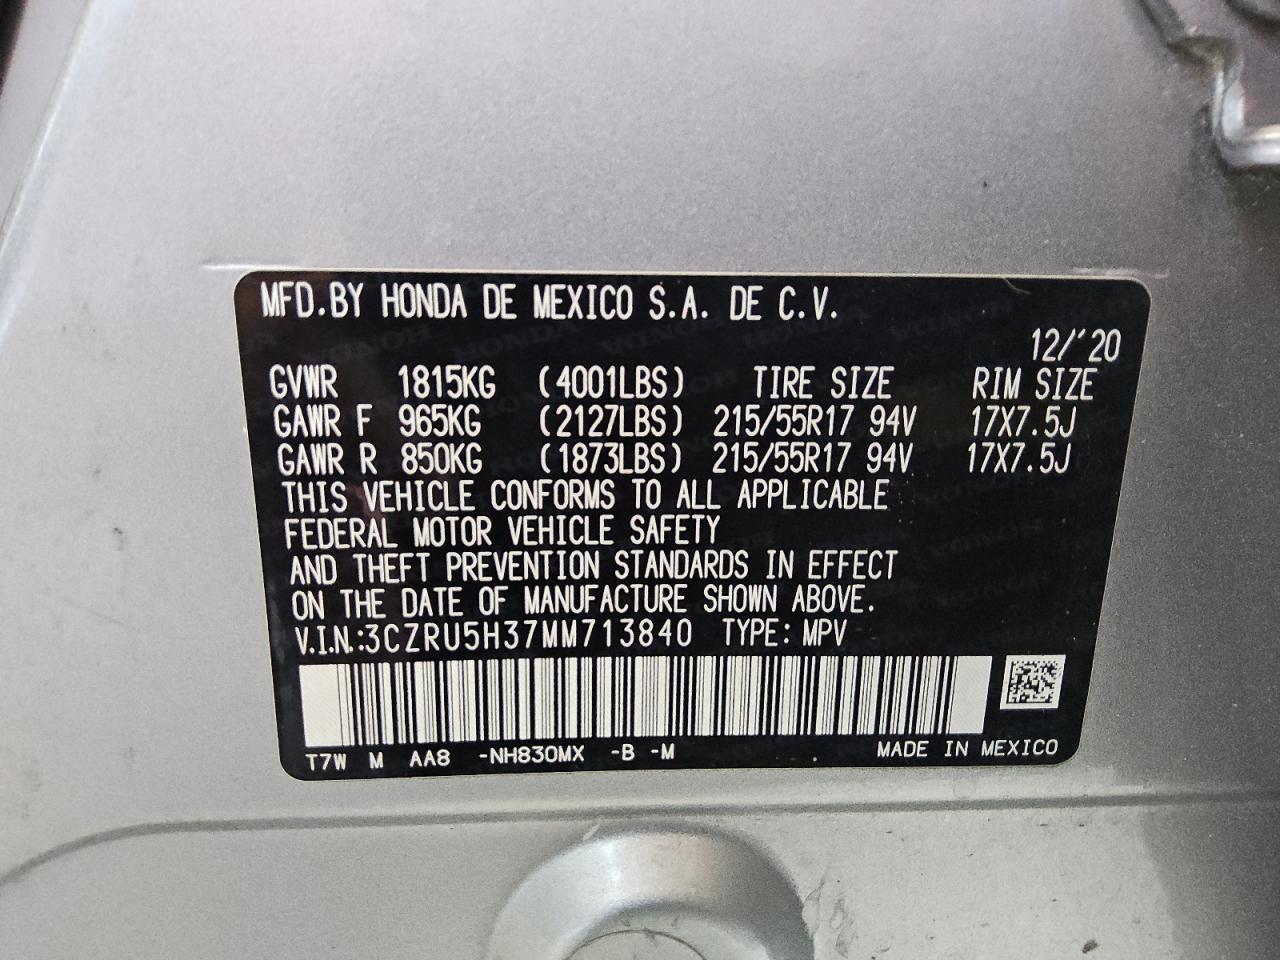 MFD.BY HONDA DE MEXICO S.A. DE C.V.
12/'20
GVWR 1815KG (4001LBS) TIRE SIZE RIM SIZE
GAWR F 965KG (2127LBS) 215/55R17 94V 17X7.5J
GAWR R 850KG (1873LBS) 215/55R17 94V 17X7.5J
THIS VEHICLE CONFORMS TO ALL APPLICABLE
FEDERAL MOTOR VEHICLE SAFETY
AND THEFT PREVENTION STANDARDS IN EFFECT
ON THE DATE OF MANUFACTURE SHOWN ABOVE.
V.I.N.:3CZRU5H37MM713840 TYPE: MPV
T7W M AA8 -NH830MX -B -M MADE IN MEXICO